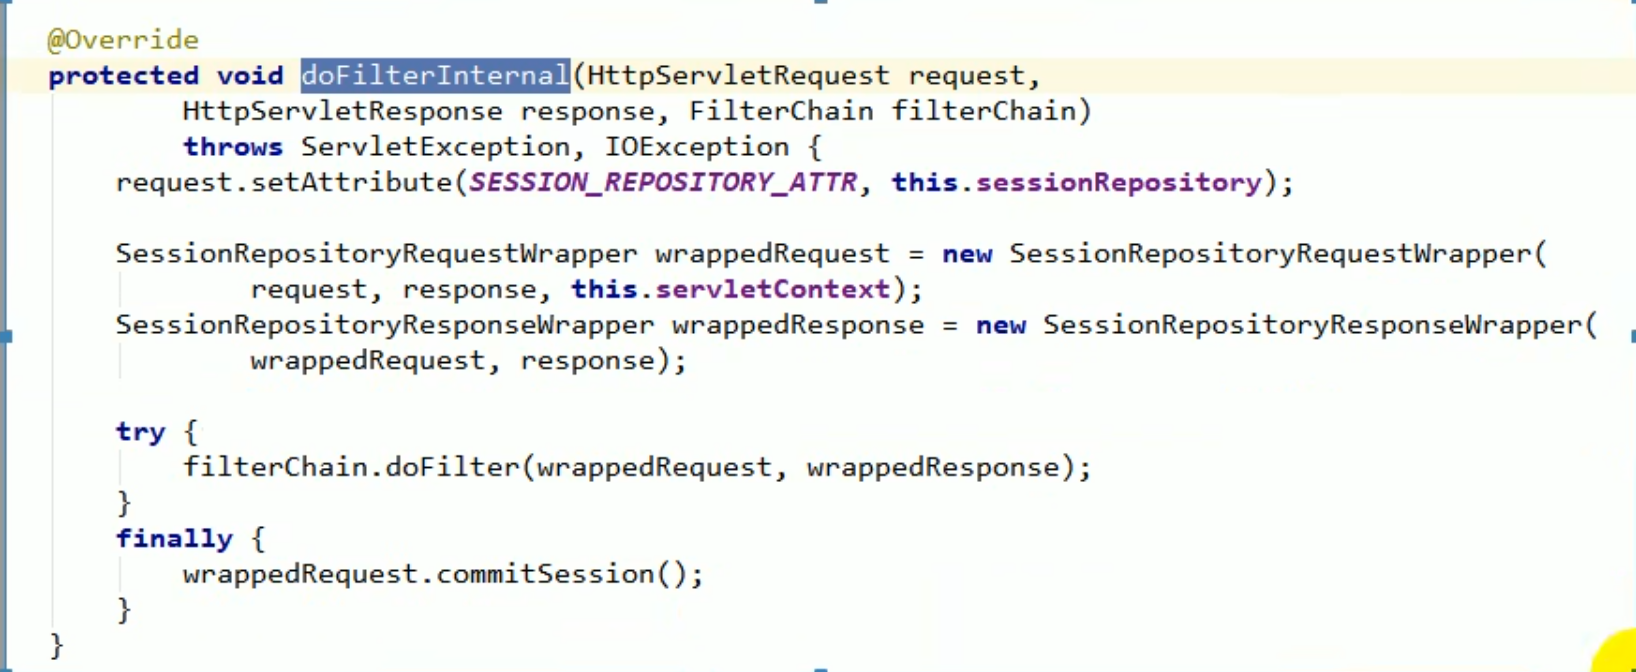 @Override
protected void doFilterInternal(HttpServletRequest request,
HttpServletResponse response, FilterChain filterChain)
throws ServletException, IOException {
request.setAttribute(SESSION_REPOSITORY_ATTR, this.sessionRepository);
SessionRepositoryRequestWrapper wrappedRequest = new SessionRepositoryRequestWrapper(
request, response, this.servletContext);
SessionRepositoryResponseWrapper wrappedResponse = new SessionRepositoryResponseWrapper(
wrappedRequest, response);
try {
filterChain.doFilter(wrappedRequest, wrappedResponse);
}
finally {
wrappedRequest.commitSession();
}
}